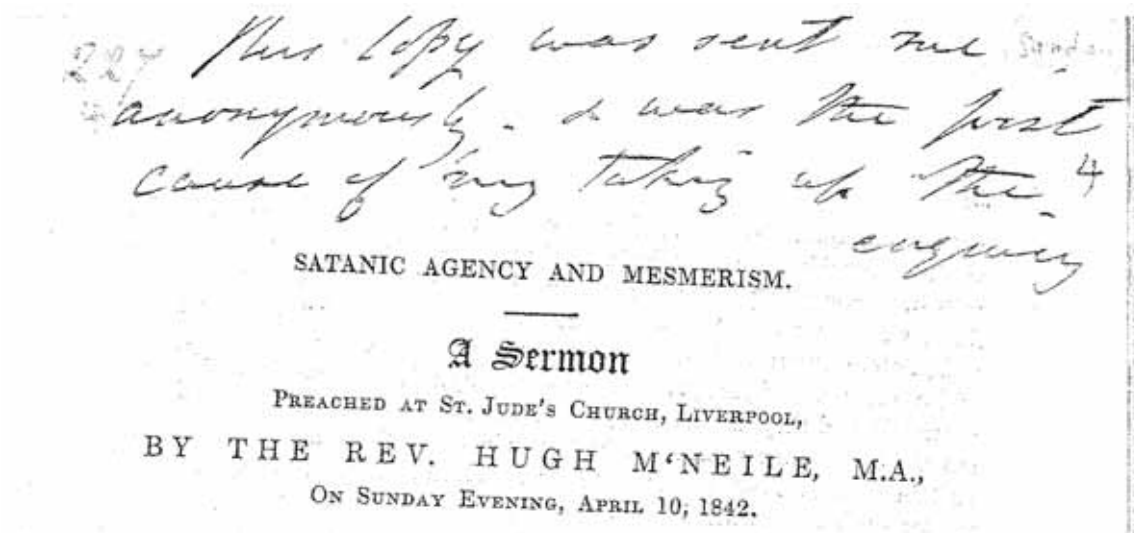 This Copy was sent me
anonymously. & was the first
cause of my taking up the
enquiry
4
SATANIC AGENCY AND MESMERISM.
A Sermon
PREACHED AT ST. JUDE'S CHURCH, LIVERPOOL,
BY THE REV. HUGH M‘NEILE, M.A.,
ON SUNDAY EVENING, APRIL 10, 1842.